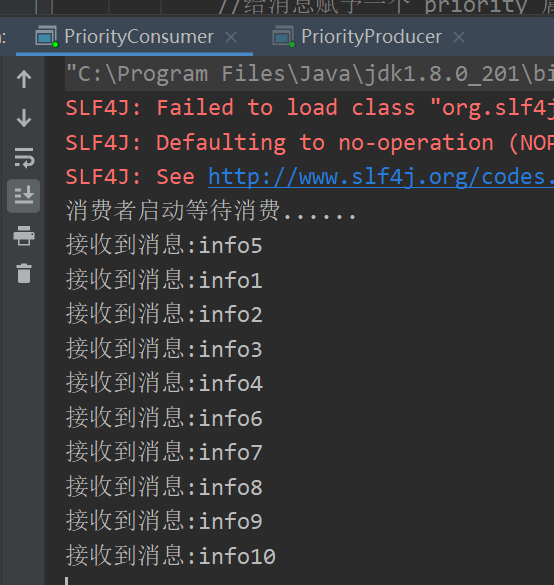 //给消息赋予一个 priority 属
: PriorityConsumer × PriorityProducer ×
"C:\Program Files\Java\jdk1.8.0_201\bi
SLF4J: Failed to load class "org.slf4j
SLF4J: Defaulting to no-operation (NOP
SLF4J: See http://www.slf4j.org/codes.
消费者启动等待消费......
接收到消息:info5
接收到消息:info1
接收到消息:info2
接收到消息:info3
接收到消息:info4
接收到消息:info6
接收到消息:info7
接收到消息:info8
接收到消息:info9
接收到消息:info10